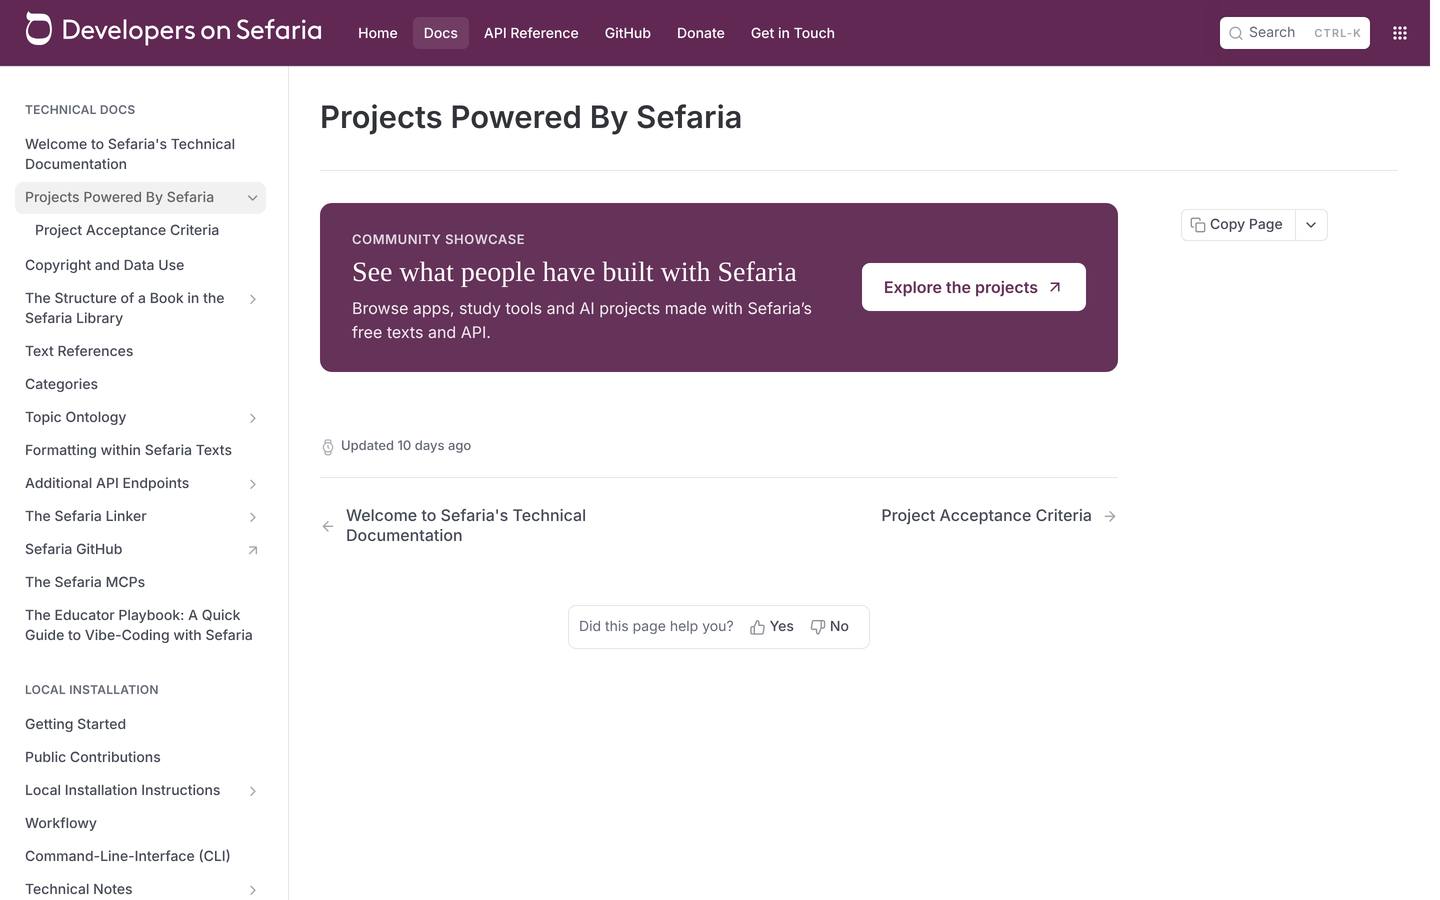 Developers on Sefaria
Home
Docs
API Reference
GitHub
Donate
Get in Touch
Search
CTRL-K
TECHNICAL DOCS
Welcome to Sefaria's Technical
Documentation
Projects Powered By Sefaria
Project Acceptance Criteria
Copyright and Data Use
The Structure of a Book in the
Sefaria Library
Text References
Categories
Topic Ontology
Formatting within Sefaria Texts
Additional API Endpoints
The Sefaria Linker
Sefaria GitHub
The Sefaria MCPs
The Educator Playbook: A Quick
Guide to Vibe-Coding with Sefaria
LOCAL INSTALLATION
Getting Started
Public Contributions
Local Installation Instructions
Workflowy
Command-Line-Interface (CLI)
Technical Notes
Projects Powered By Sefaria
COMMUNITY SHOWCASE
See what people have built with Sefaria
Browse apps, study tools and AI projects made with Sefaria’s
free texts and API.
Explore the projects
Copy Page
Updated 10 days ago
Welcome to Sefaria's Technical
Documentation
Project Acceptance Criteria
Did this page help you?
Yes
No